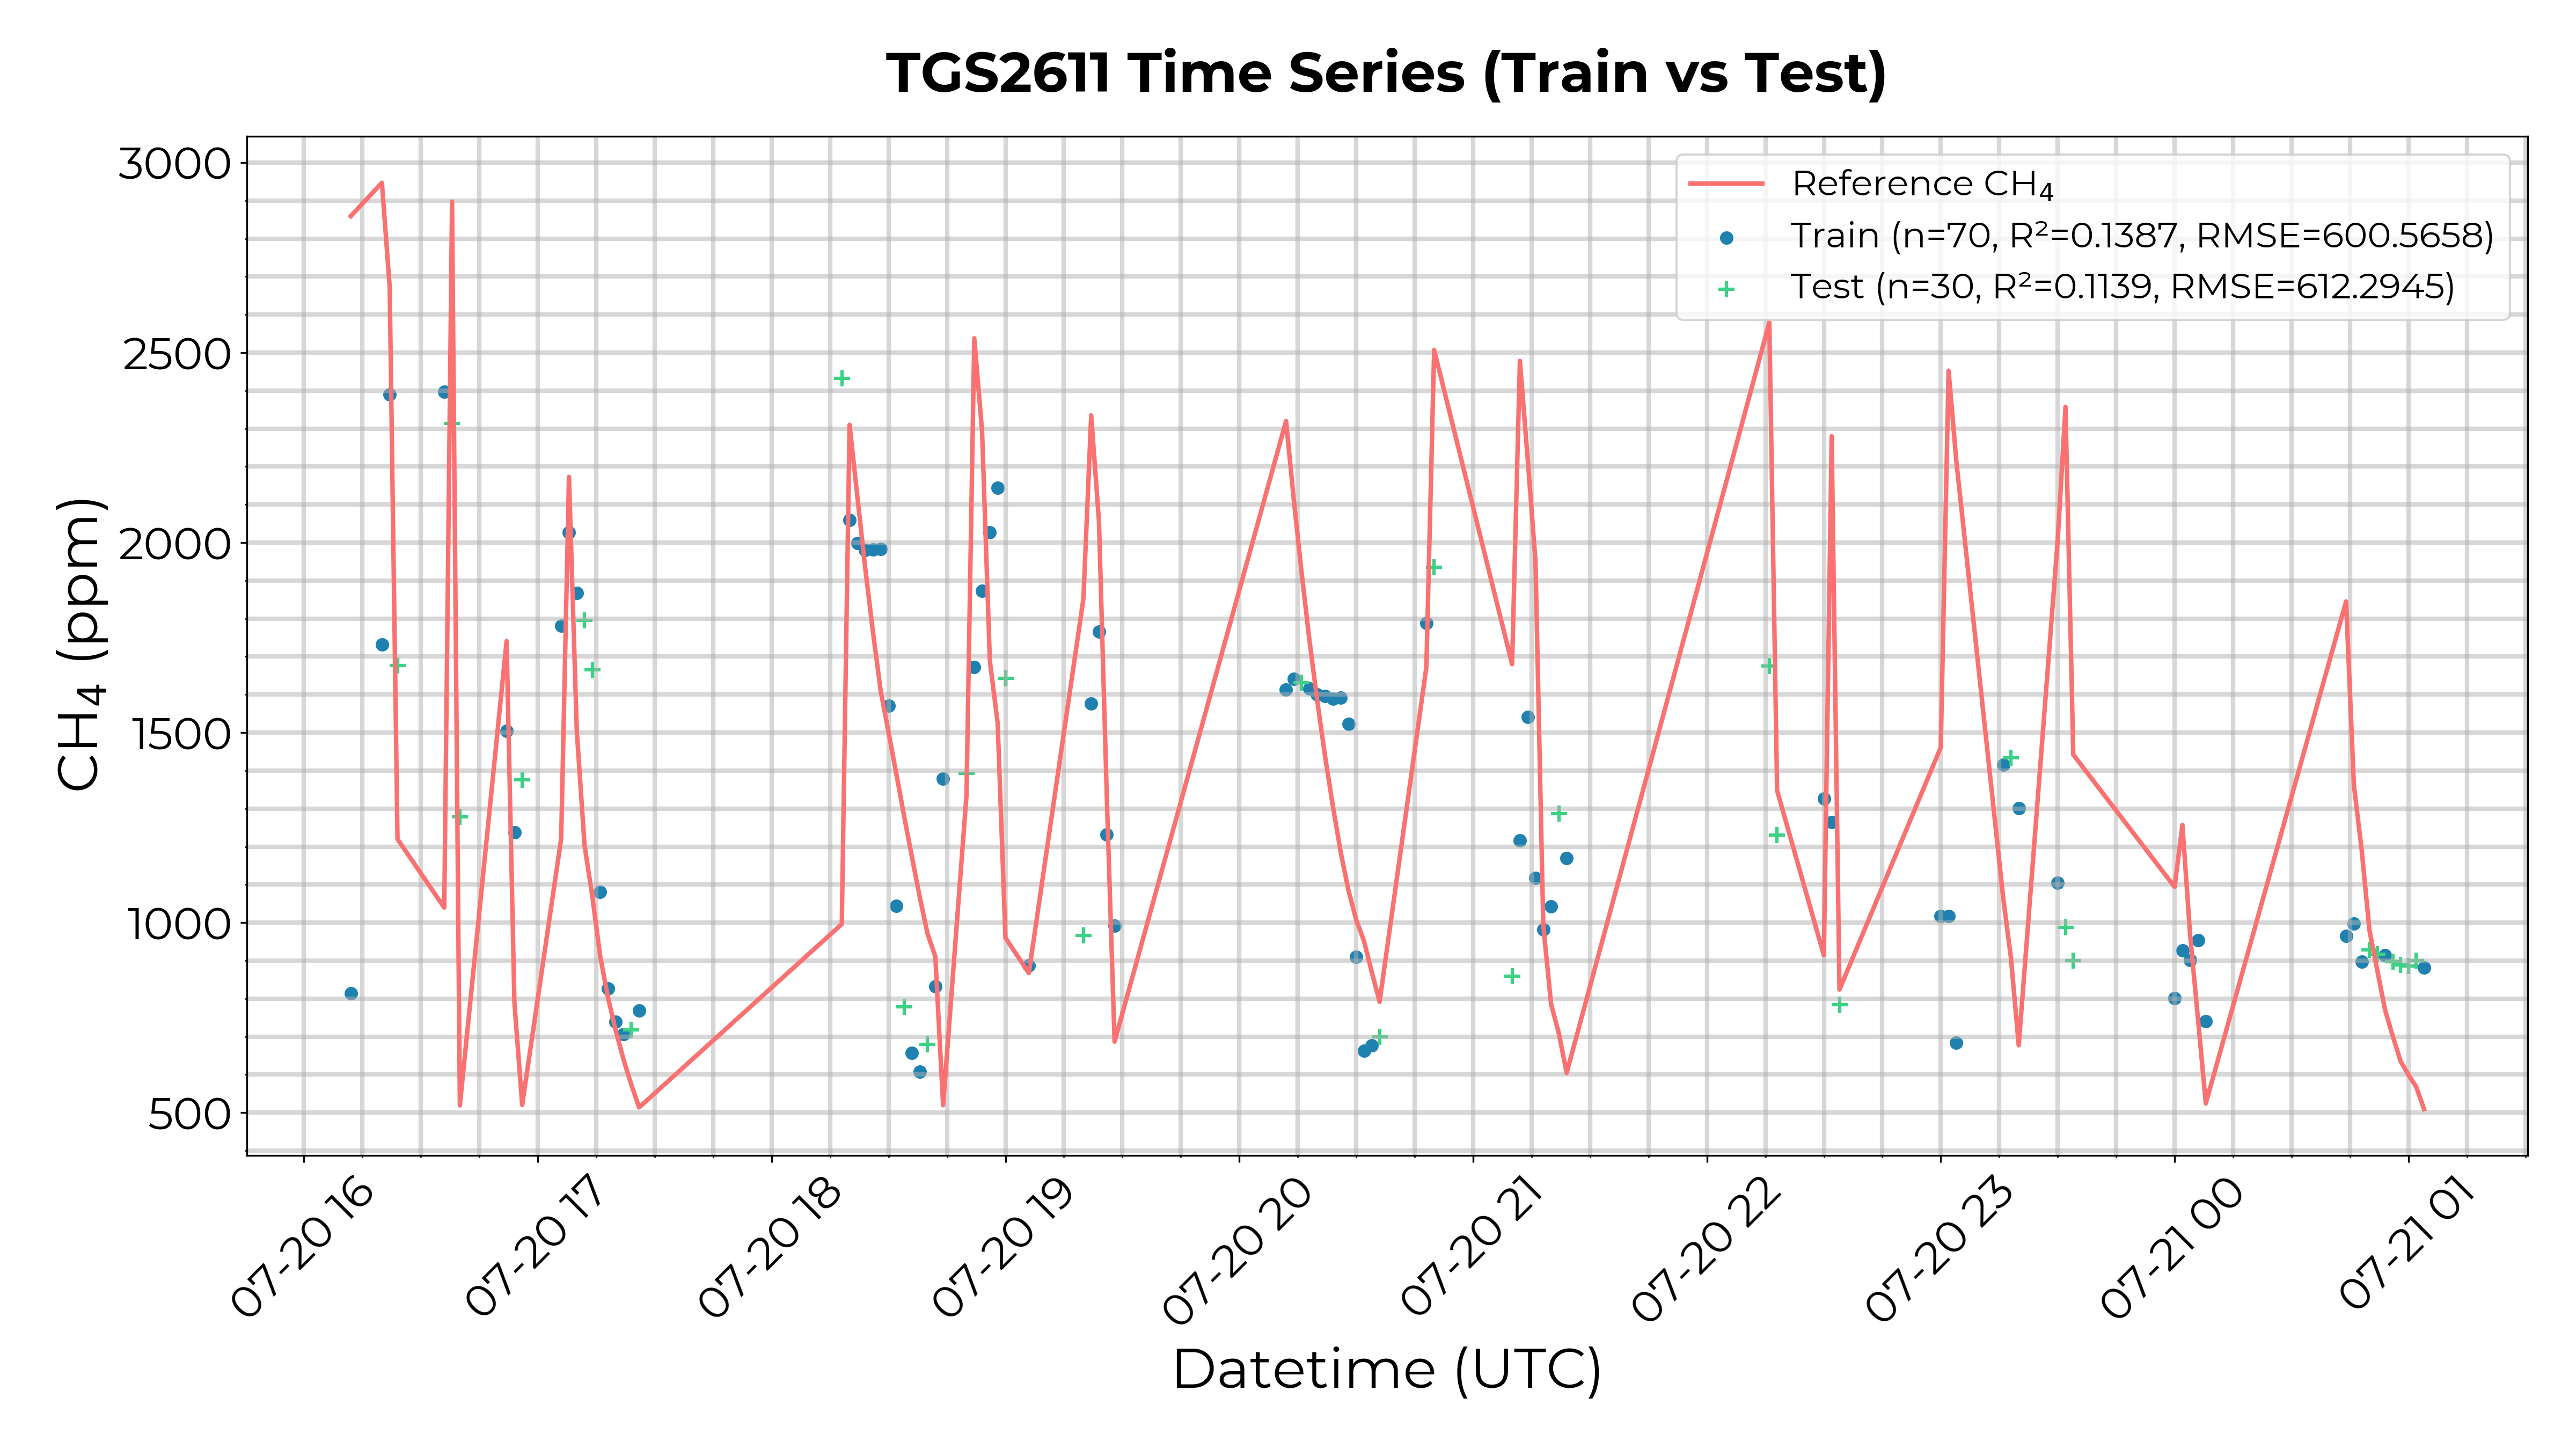 TGS2611 Time Series (Train vs Test)
3000
2500
2000
1500
1000
500
CH₄ (ppm)
Reference CH₄
Train (n=70, R²=0.1387, RMSE=600.5658)
Test (n=30, R²=0.1139, RMSE=612.2945)
07-20 16
07-20 17
07-20 18
07-20 19
07-20 20
07-20 21
07-20 22
07-20 23
07-21 00
07-21 01
Datetime (UTC)